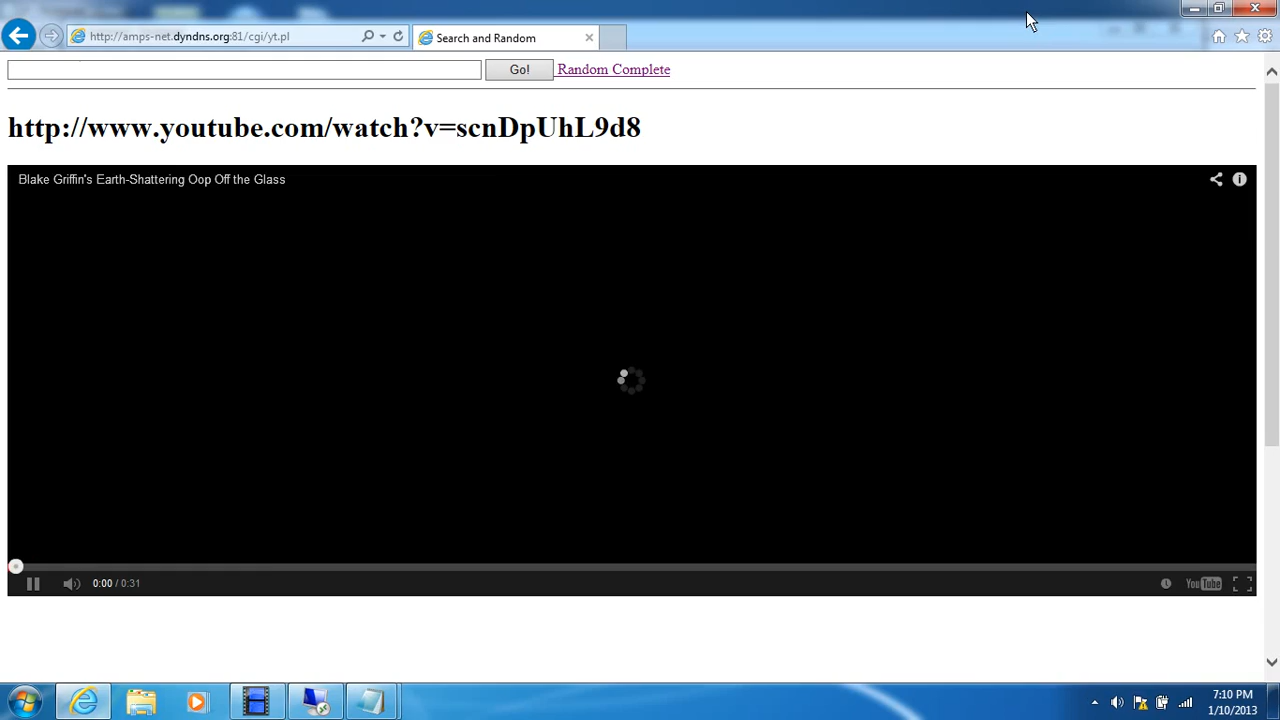 http://amps-net.dyndns.org:81/cgi/yt.pl
Search and Random
Go! Random Complete
http://www.youtube.com/watch?v=scnDpUhL9d8
Blake Griffin's Earth-Shattering Oop Off the Glass
0:00 / 0:31
YouTube
7:10 PM
1/10/2013